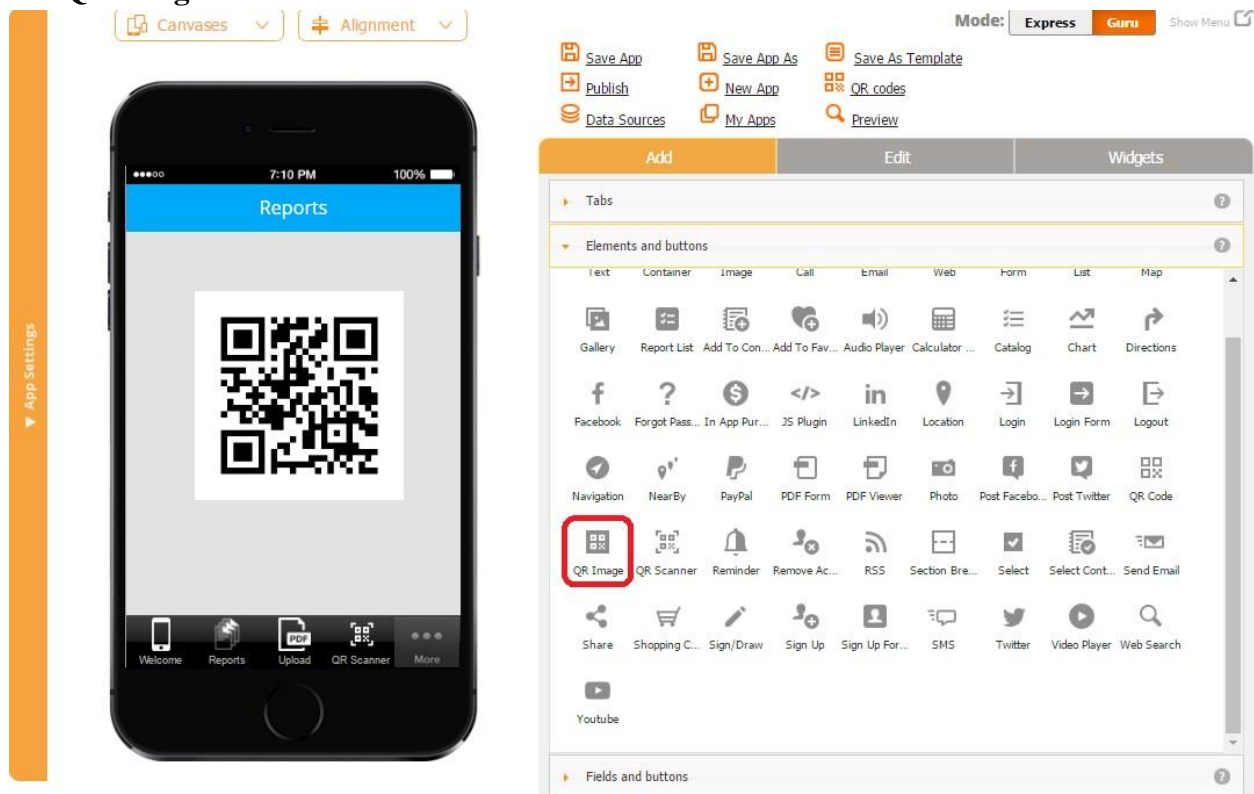 Canvases
Alignment
Mode: Express Guru Show Menu
Save App Save App As Save As Template
Publish New App QR codes
Data Sources My Apps Preview
Add Edit Widgets
Tabs
Elements and buttons
Text Container Image Call Email Web Form List Map
Gallery Report List Add To Con... Add To Fav... Audio Player Calculator ... Catalog Chart Directions
Facebook Forgot Pass... In App Pur... JS Plugin LinkedIn Location Login Login Form Logout
Navigation NearBy PayPal PDF Form PDF Viewer Photo Post Facebo... Post Twitter QR Code
QR Image QR Scanner Reminder Remove Ac... RSS Section Bre... Select Select Cont... Send Email
Share Shopping C... Sign/Draw Sign Up Sign Up For... SMS Twitter Video Player Web Search
Youtube
Fields and buttons
App Settings
7:10 PM 100%
Reports
PDF
Welcome Reports Upload QR Scanner More